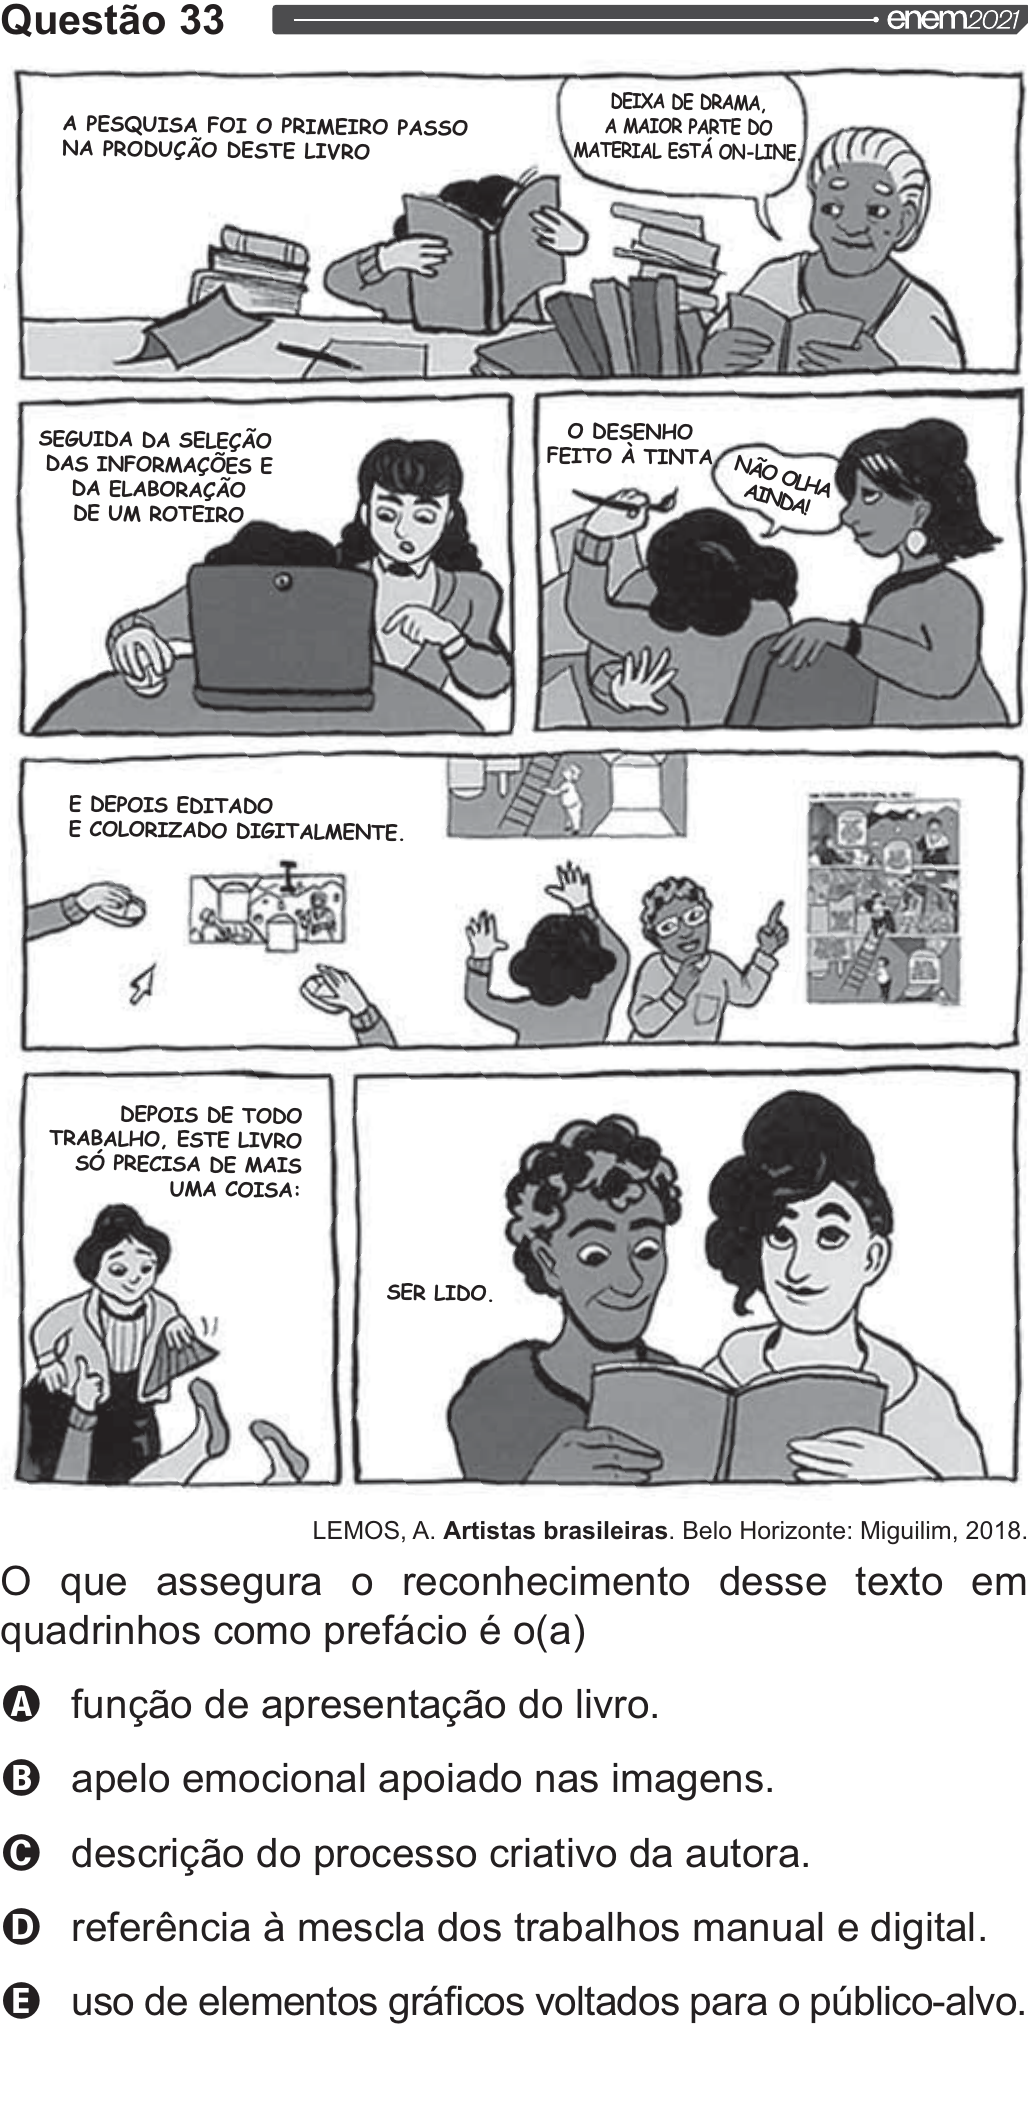 Questão 33
enem2021
A PESQUISA FOI O PRIMEIRO PASSO
NA PRODUÇÃO DESTE LIVRO
DEIXA DE DRAMA,
A MAIOR PARTE DO
MATERIAL ESTÁ ON-LINE.
SEGUIDA DA SELEÇÃO
DAS INFORMAÇÕES E
DA ELABORAÇÃO
DE UM ROTEIRO
O DESENHO
FEITO À TINTA
NÃO OLHA
AINDA!
E DEPOIS EDITADO
E COLORIZADO DIGITALMENTE.
DEPOIS DE TODO
TRABALHO, ESTE LIVRO
SÓ PRECISA DE MAIS
UMA COISA:
SER LIDO.
LEMOS, A. Artistas brasileiras. Belo Horizonte: Miguilim, 2018.
O que assegura o reconhecimento desse texto em
quadrinhos como prefácio é o(a)
A função de apresentação do livro.
B apelo emocional apoiado nas imagens.
C descrição do processo criativo da autora.
D referência à mescla dos trabalhos manual e digital.
E uso de elementos gráficos voltados para o público-alvo.